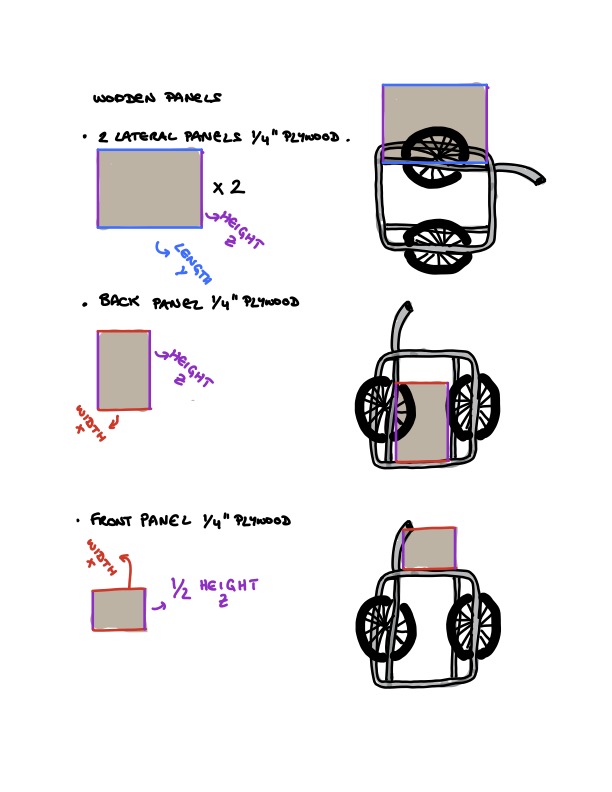 WOODEN PANELS
• 2 LATERAL PANELS 1/4" PLYWOOD.
x 2
HEIGHT
Z
LENGTH
Y
• BACK PANEL 1/4" PLYWOOD
HEIGHT
Z
WIDTH
X
• FRONT PANEL 1/4" PLYWOOD
WIDTH
X
1/2 HEIGHT
Z